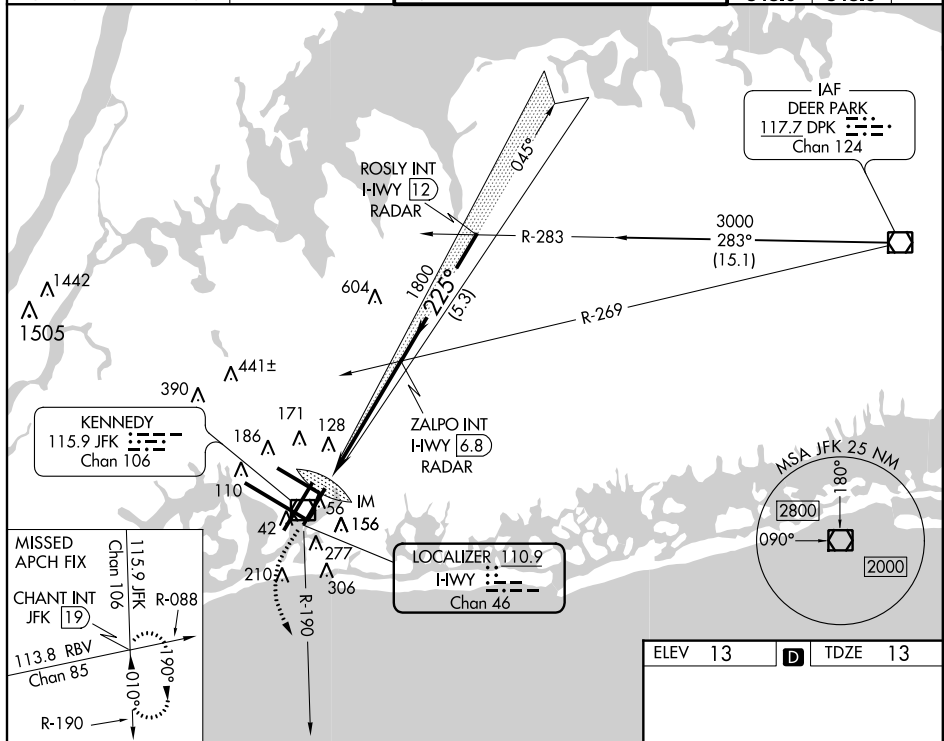 IAF
DEER PARK
117.7 DPK
Chan 124
ROSLY INT
I-IWY 12
RADAR
045°
R-283
3000
283°
(15.1)
1442
1505
604
1800
225°
(5.3)
R-269
441±
390
KENNEDY
115.9 JFK
Chan 106
171
128
186
110
ZALPO INT
I-IWY 6.8
RADAR
MSA JFK 25 NM
180°
2800
090°
2000
IM
56
156
42
277
210
306
R-190
LOCALIZER 110.9
I-IWY
Chan 46
MISSED
APCH FIX
115.9 JFK
Chan 106
CHANT INT
JFK 19
R-088
113.8 RBV
Chan 85
190°
010°
R-190
ELEV 13
D
TDZE 13